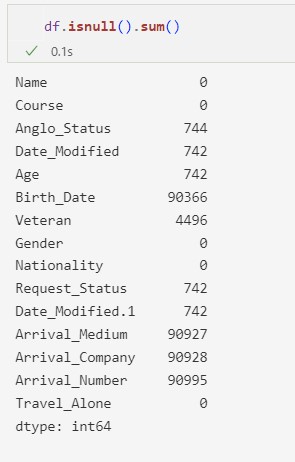 df.isnull().sum()
✓ 0.1s
Name 0
Course 0
Anglo_Status 744
Date_Modified 742
Age 742
Birth_Date 90366
Veteran 4496
Gender 0
Nationality 0
Request_Status 742
Date_Modified.1 742
Arrival_Medium 90927
Arrival_Company 90928
Arrival_Number 90995
Travel_Alone 0
dtype: int64